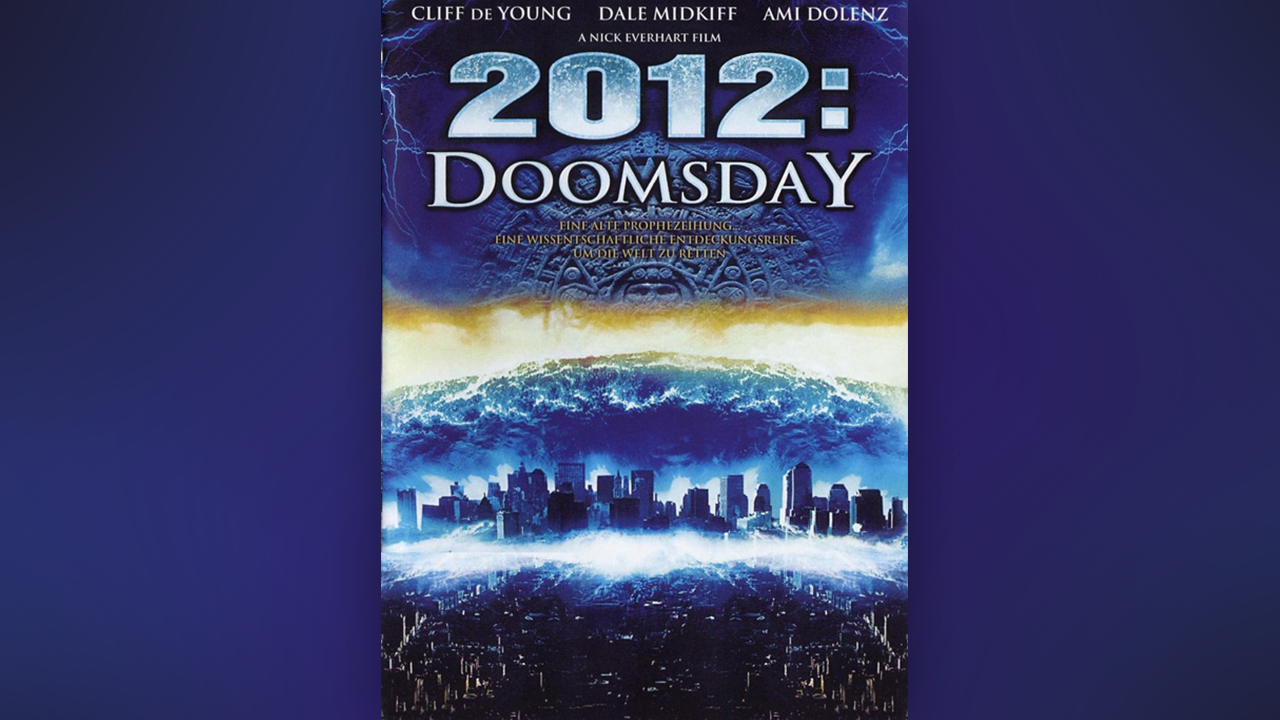 CLIFF DE YOUNG DALE MIDKIFF AMI DOLENZ
A NICK EVERHART FILM
2012:
DOOMSDAY
EINE ALTE PROPHEZEIHUNG...
EINE WISSENTSCHAFTLICHE ENTDECKUNGSREISE
UM DIE WELT ZU RETTEN